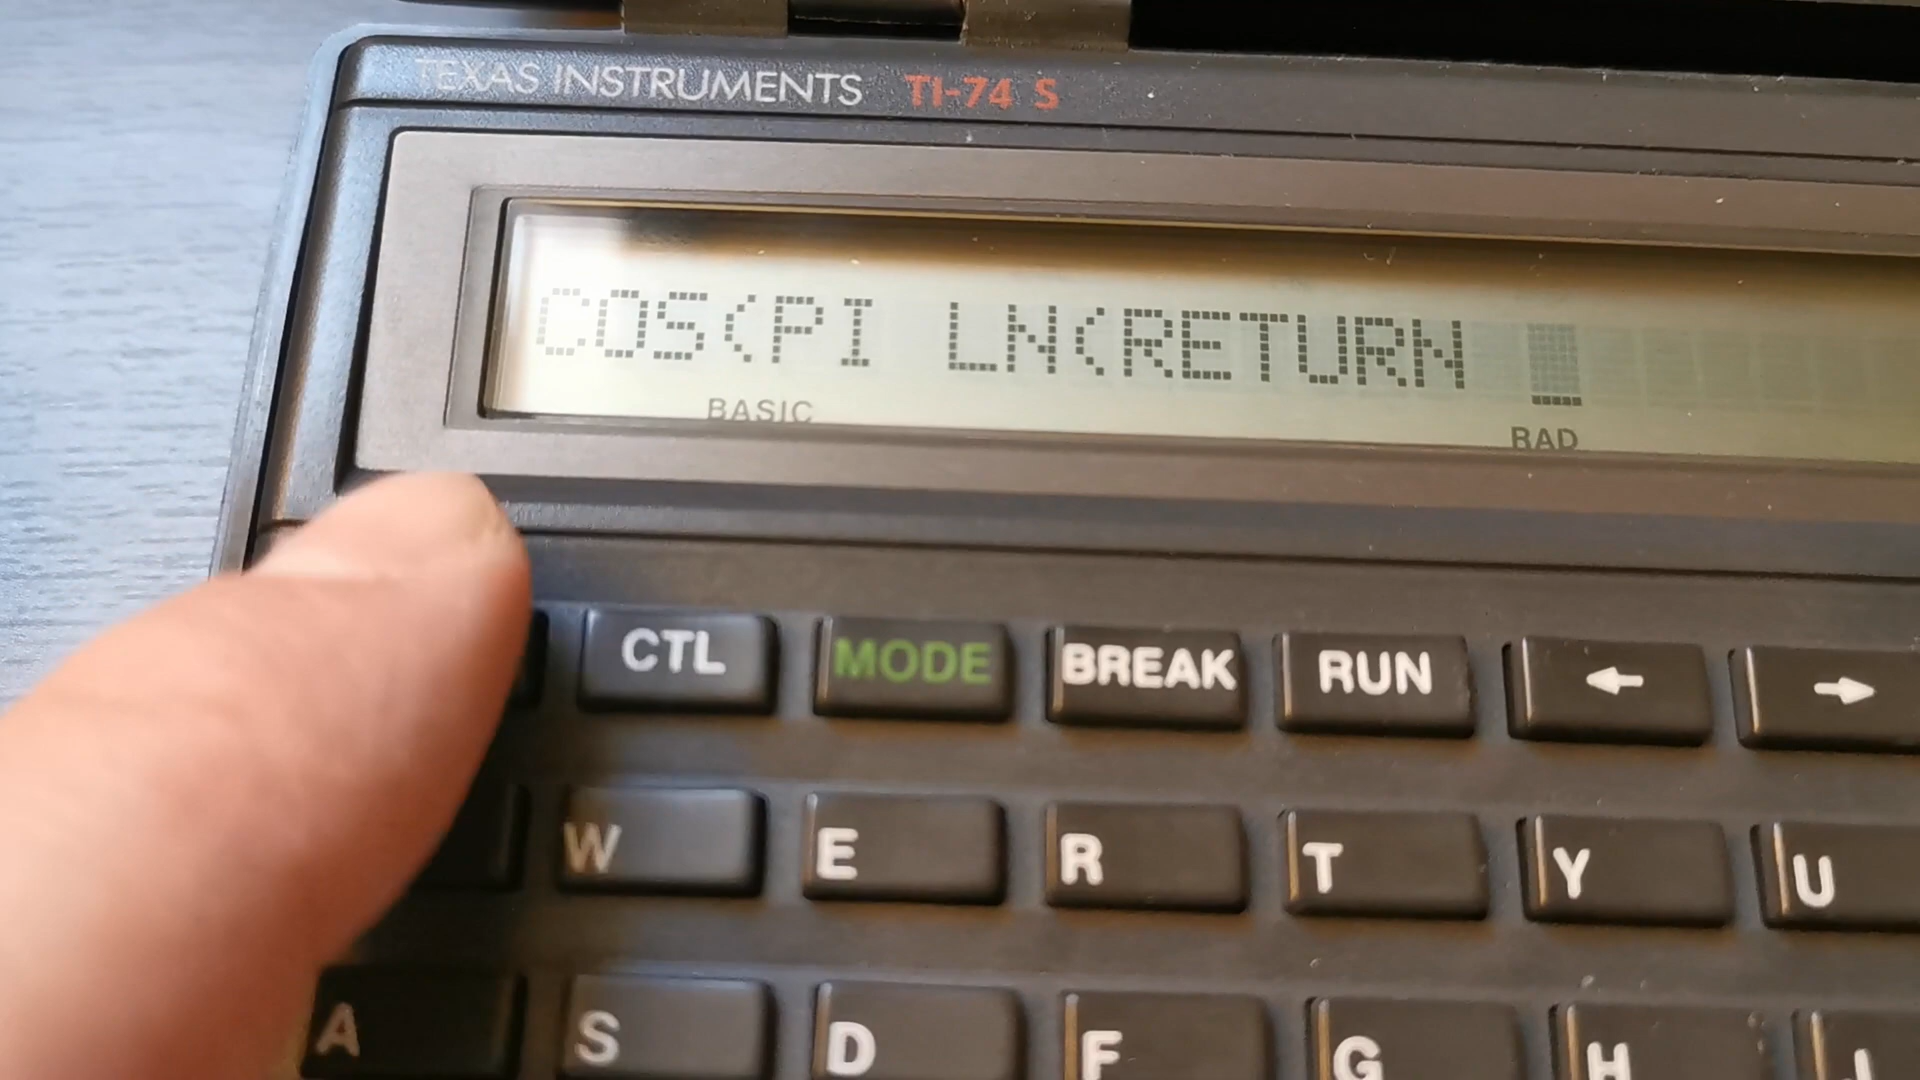 TEXAS INSTRUMENTS TI-74 S
COS(PI LN(RETURN
BASIC RAD
CTL MODE BREAK RUN ← →
W E R T Y U
A S D F G H